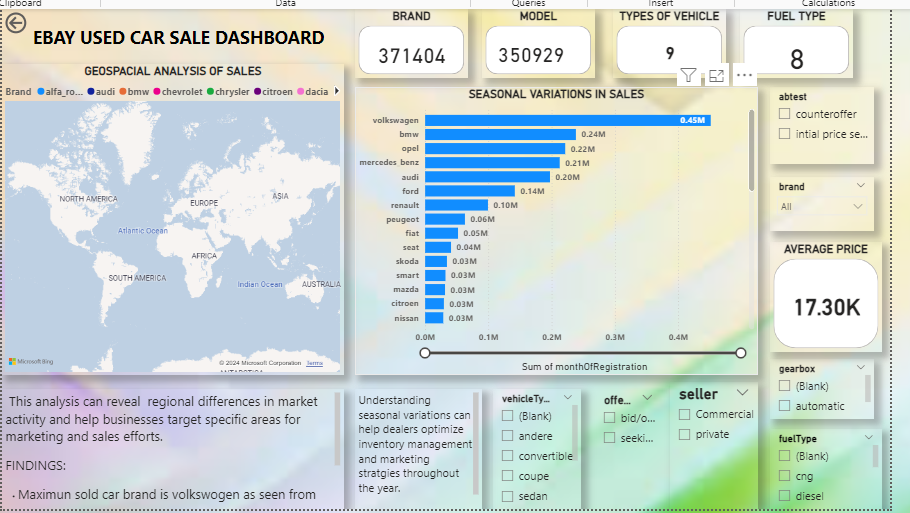 Clipboard
Data
Queries
Insert
Calculations
EBAY USED CAR SALE DASHBOARD
BRAND
371404
MODEL
350929
TYPES OF VEHICLE
9
FUEL TYPE
8
GEOSPACIAL ANALYSIS OF SALES
Brand alfa_ro... audi bmw chevrolet chrysler citroen dacia
NORTH AMERICA
EUROPE
ASIA
Atlantic Ocean
AFRICA
SOUTH AMERICA
Indian Ocean
AUSTRALIA
Microsoft Bing
© 2024 Microsoft Corporation Terms
ANTARCTICA
SEASONAL VARIATIONS IN SALES
volkswagen 0.45M
bmw 0.24M
opel 0.22M
mercedes_benz 0.21M
audi 0.20M
ford 0.14M
renault 0.10M
peugeot 0.06M
fiat 0.05M
seat 0.04M
skoda 0.03M
smart 0.03M
mazda 0.03M
citroen 0.03M
nissan 0.03M
0.0M 0.1M 0.2M 0.3M 0.4M
Sum of monthOfRegistration
abtest
counteroffer
intial price se...
brand
All
AVERAGE PRICE
17.30K
gearbox
(Blank)
automatic
fuelType
(Blank)
cng
diesel
This analysis can reveal regional differences in market
activity and help businesses target specific areas for
marketing and sales efforts.
FINDINGS:
· Maximun sold car brand is volkswogen as seen from
Understanding
seasonal variations can
help dealers optimize
inventory management
and marketing
stratgies throughout
the year.
vehicleTy...
(Blank)
andere
convertible
coupe
sedan
offe...
bid/o...
seeki...
seller
Commercial
private